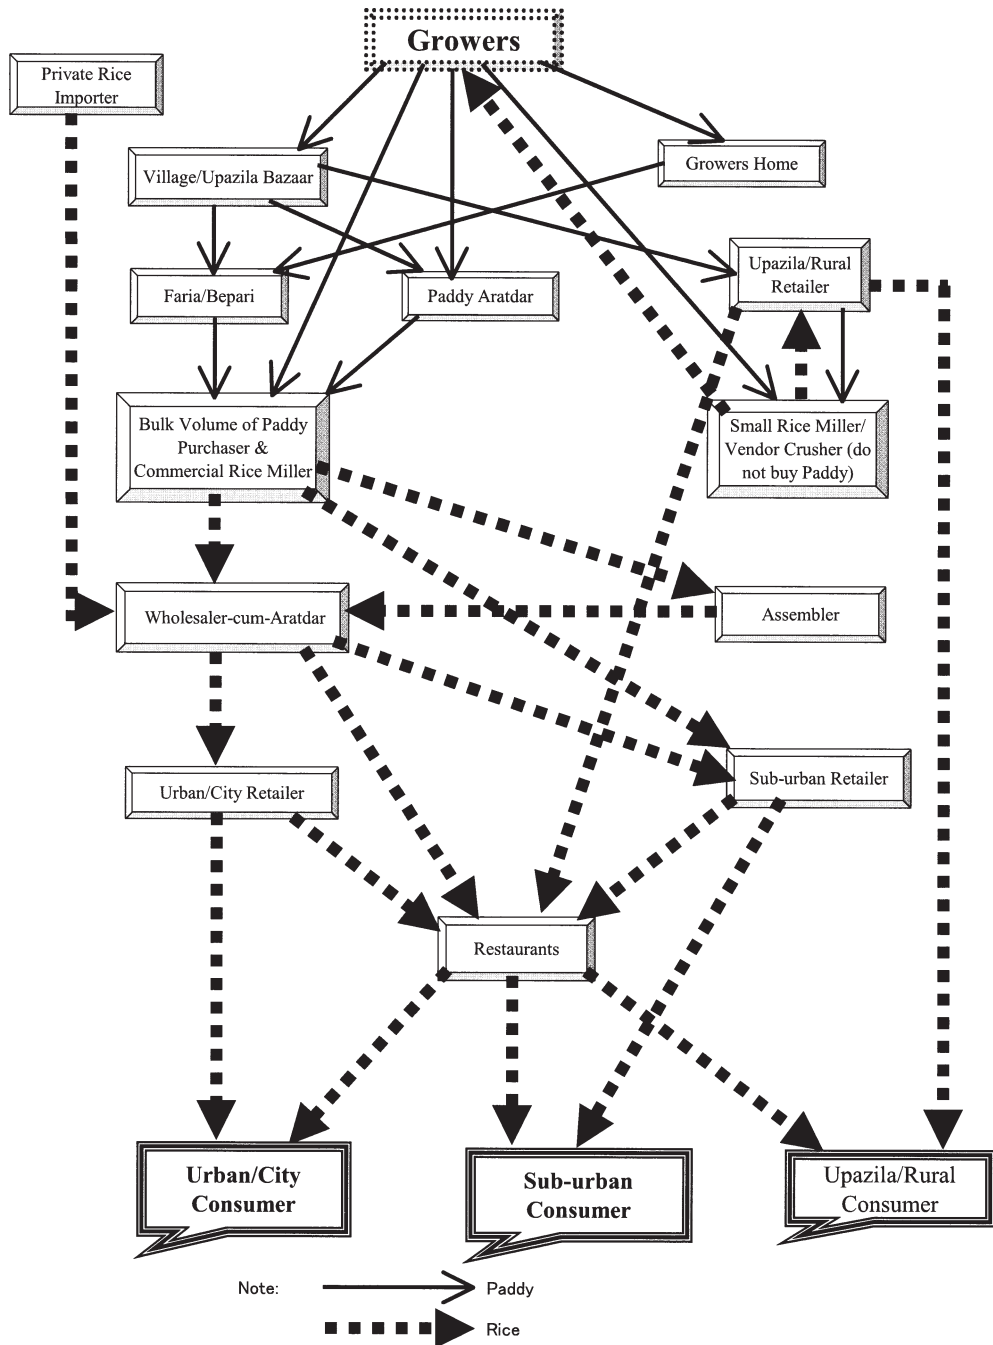 Growers
Private Rice
Importer
Village/Upazila Bazaar
Growers Home
Faria/Bepari
Paddy Aratdar
Upazila/Rural
Retailer
Bulk Volume of Paddy
Purchaser &
Commercial Rice Miller
Small Rice Miller/
Vendor Crusher (do
not buy Paddy)
Wholesaler-cum-Aratdar
Assembler
Urban/City Retailer
Sub-urban Retailer
Restaurants
Urban/City
Consumer
Sub-urban
Consumer
Upazila/Rural
Consumer
Note:
Paddy
Rice